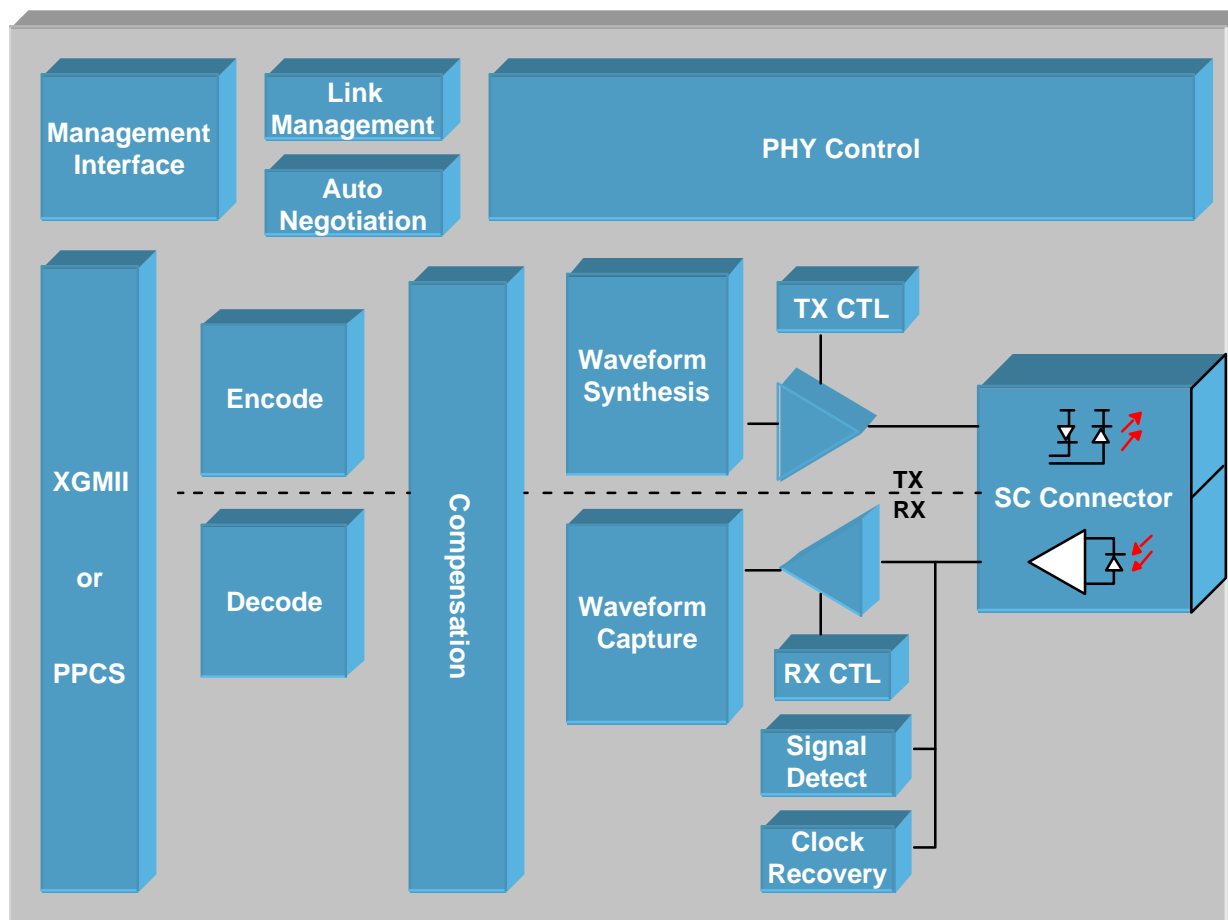 Management
Interface
Link
Management
Auto
Negotiation
PHY Control
XGMII
or
PPCS
Encode
Decode
Compensation
Waveform
Synthesis
Waveform
Capture
TX CTL
TX
RX
RX CTL
Signal
Detect
Clock
Recovery
SC Connector